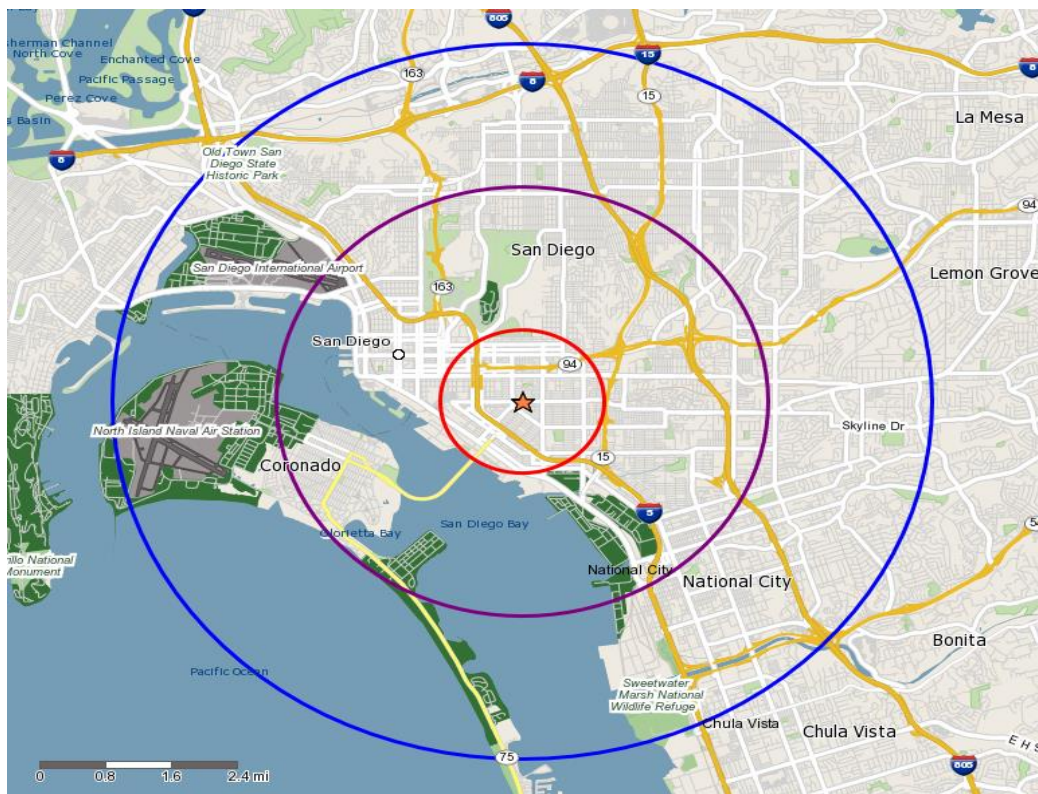 805
15
163
8
8
15
Enchanted Cove
North Cove
Pacific Passage
Perez Cove
Basin
La Mesa
8
Old Town San
Diego State
Historic Park
94
San Diego
San Diego International Airport
Lemon Grove
163
San Diego
94
Skyline Dr
North Island Naval Air Station
Coronado
15
5
San Diego Bay
Glorietta Bay
National City
National City
Bonita
Pacific Ocean
Sweetwater
Marsh National
Wildlife Refuge
Chula Vista
Chula Vista
75
805
0 0.8 1.6 2.4 mi